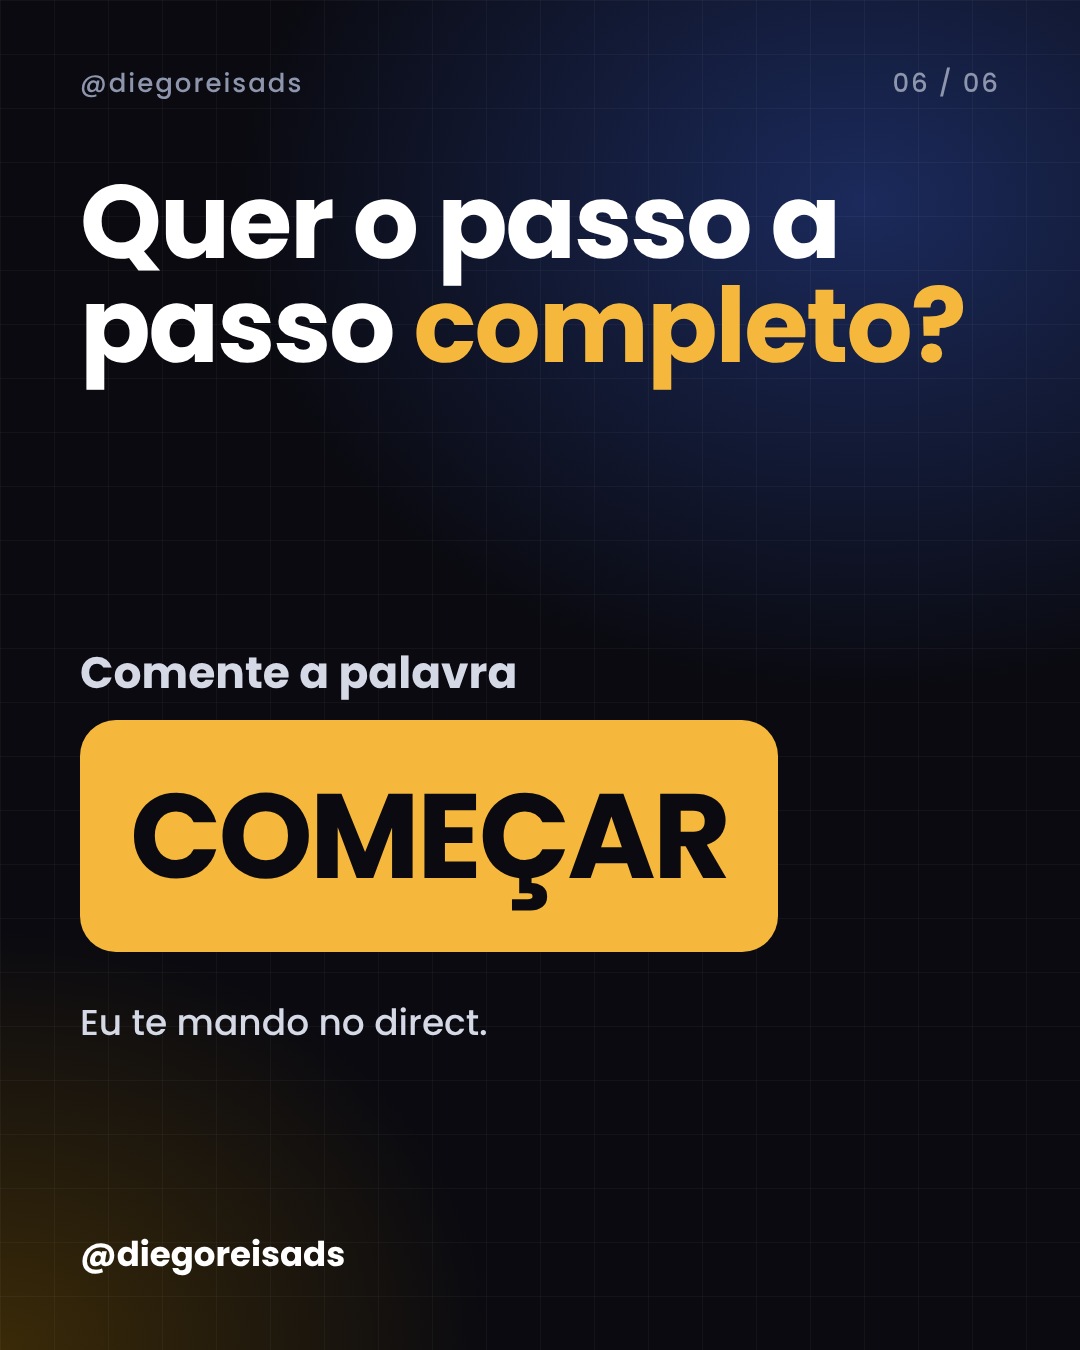 @diegoreisads
06 / 06
Quer o passo a
passo completo?
Comente a palavra
COMEÇAR
Eu te mando no direct.
@diegoreisads